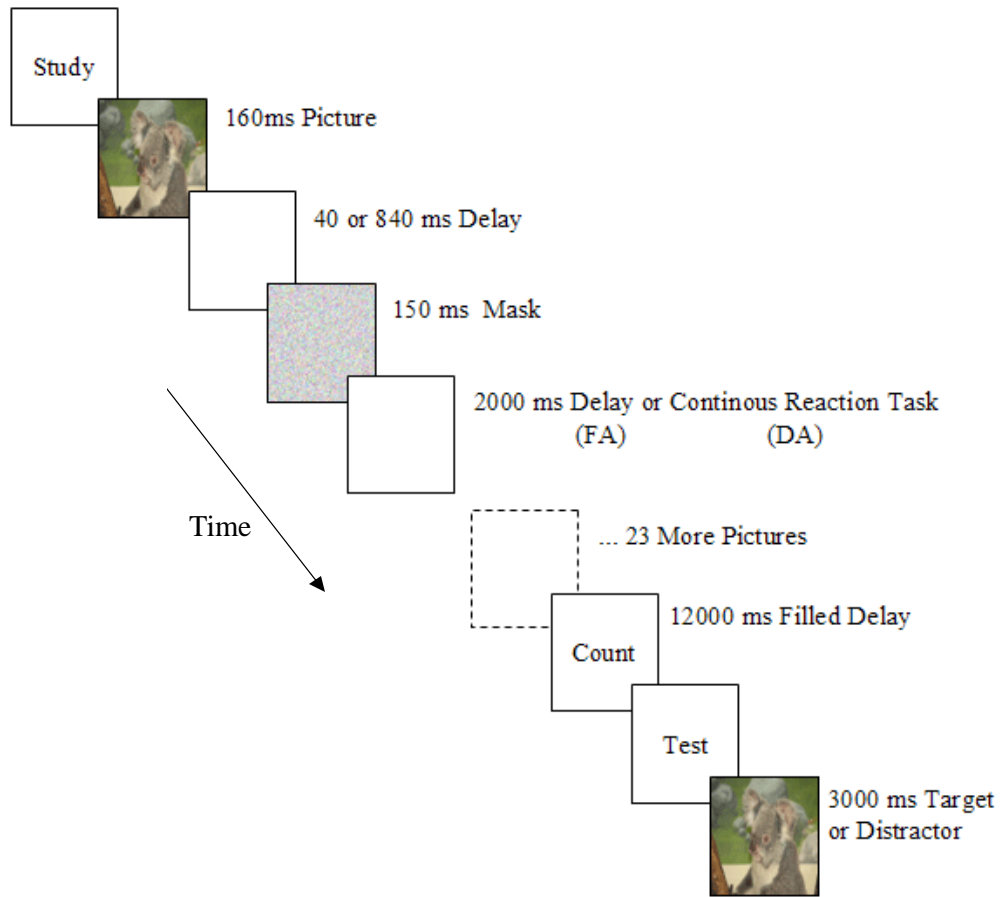 Study
160ms Picture
40 or 840 ms Delay
150 ms Mask
2000 ms Delay or Continous Reaction Task
(FA) (DA)
Time
... 23 More Pictures
12000 ms Filled Delay
Count
Test
3000 ms Target
or Distractor